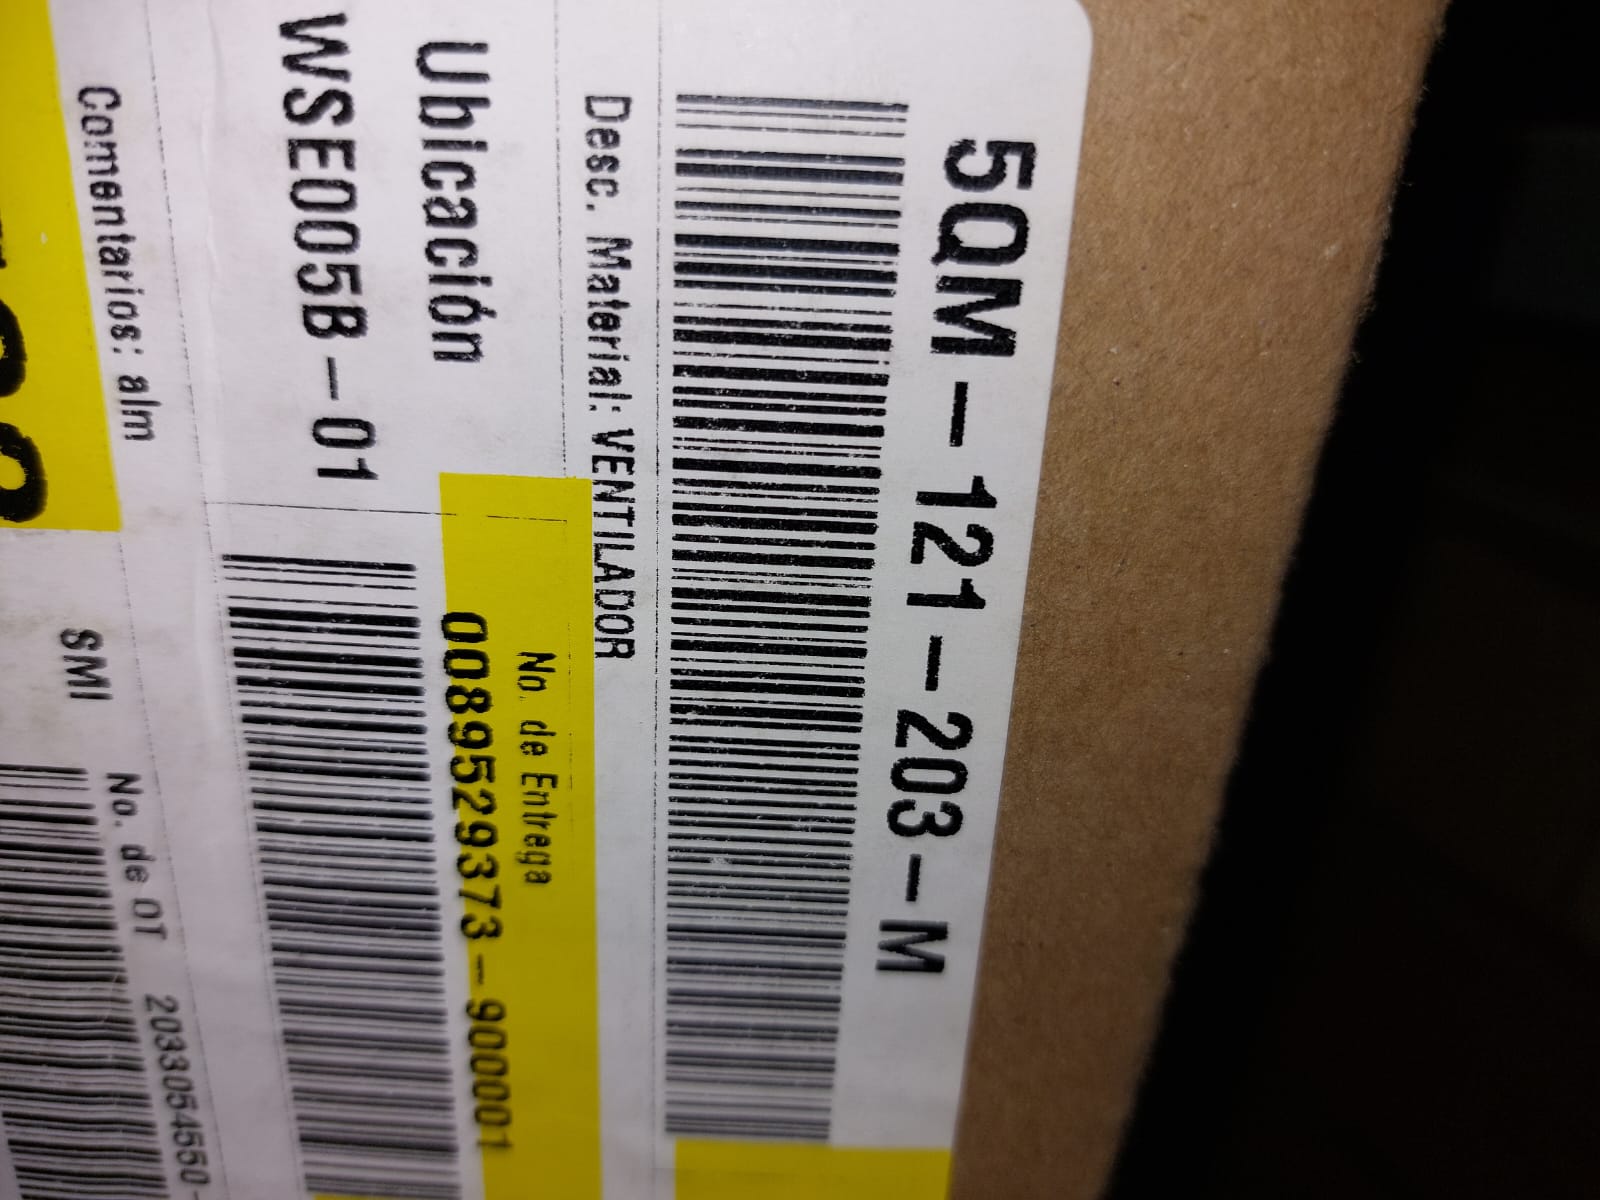 5QM-121-203-M
Desc. Material: VENTILADOR
Ubicación
No. de Entrega
WSE005B-01
0089529373-900001
Comentarios: alm
SMI
No. de OT 2033054550-